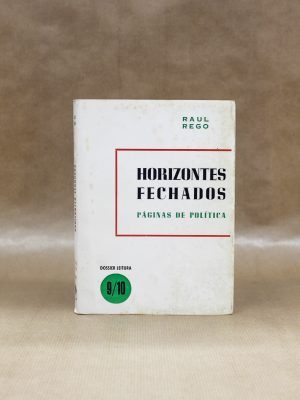 RAUL
REGO
HORIZONTES
FECHADOS
PÁGINAS DE POLÍTICA
DOSSIER LEITURA
9/10